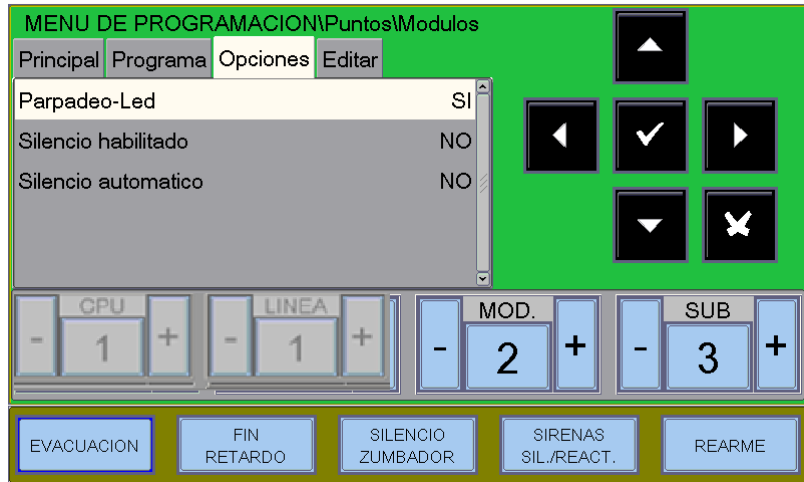 MENU DE PROGRAMACION\Puntos\Modulos
Principal Programa Opciones Editar
Parpadeo-Led SI
Silencio habilitado NO
Silencio automatico NO
CPU LINEA MOD. SUB
- 1 + - 1 + - 2 + - 3 +
EVACUACION FIN RETARDO SILENCIO ZUMBADOR SIRENAS SIL./REACT. REARME